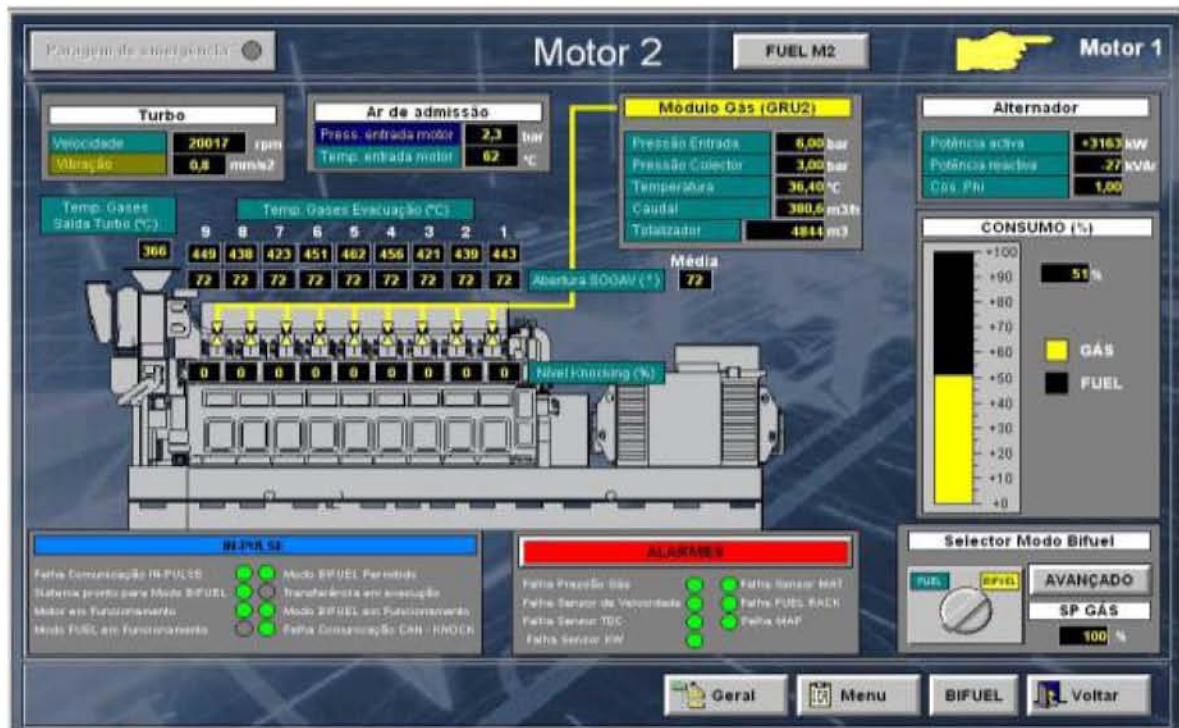 Paragem de emergência
Motor 2
FUEL M2
Motor 1
Turbo
Velocidade 20017 rpm
Vibração 0,8 mm/s2
Ar de admissão
Press. entrada motor 2,3 bar
Temp. entrada motor 62 ºC
Módulo Gás (GRU2)
Pressão Entrada 6,00 bar
Pressão Colector 3,00 bar
Temperatura 36,40 ºC
Caudal 380,6 m3/h
Totalizador 4844 m3
Alternador
Potência activa +3163 kW
Potência reactiva -27 kVAr
Cos. Phi 1,00
Temp. Gases
Saída Turbo (ºC)
366
Temp. Gases Evacuação (ºC)
9 8 7 6 5 4 3 2 1
449 438 423 451 462 456 421 439 443
72 72 72 72 72 72 72 72 72
Abertura SOGAV (º)
Média
72
0 0 0 0 0 0 0 0 0
Nível Knocking (%)
CONSUMO (%)
+100
+90
+80
+70
+60
+50
+40
+30
+20
+10
+0
51 %
GÁS
FUEL
IN-PULSE
Falha Comunicação IN-PULSE
Modo BIFUEL Permitido
Sistema pronto para Modo BIFUEL
Transferência em execução
Motor em Funcionamento
Modo BIFUEL em Funcionamento
Modo FUEL em Funcionamento
Falha Comunicação CAN - KNOCK
ALARMES
Falha Pressão Gás
Falha Sensor MAT
Falha Sensor de Velocidade
Falha FUEL RACK
Falha Sensor TDC
Falha MAP
Falha Sensor KW
Selector Modo Bifuel
FUEL
BIFUEL
AVANÇADO
SP GÁS
100 %
Geral
Menu
BIFUEL
Voltar